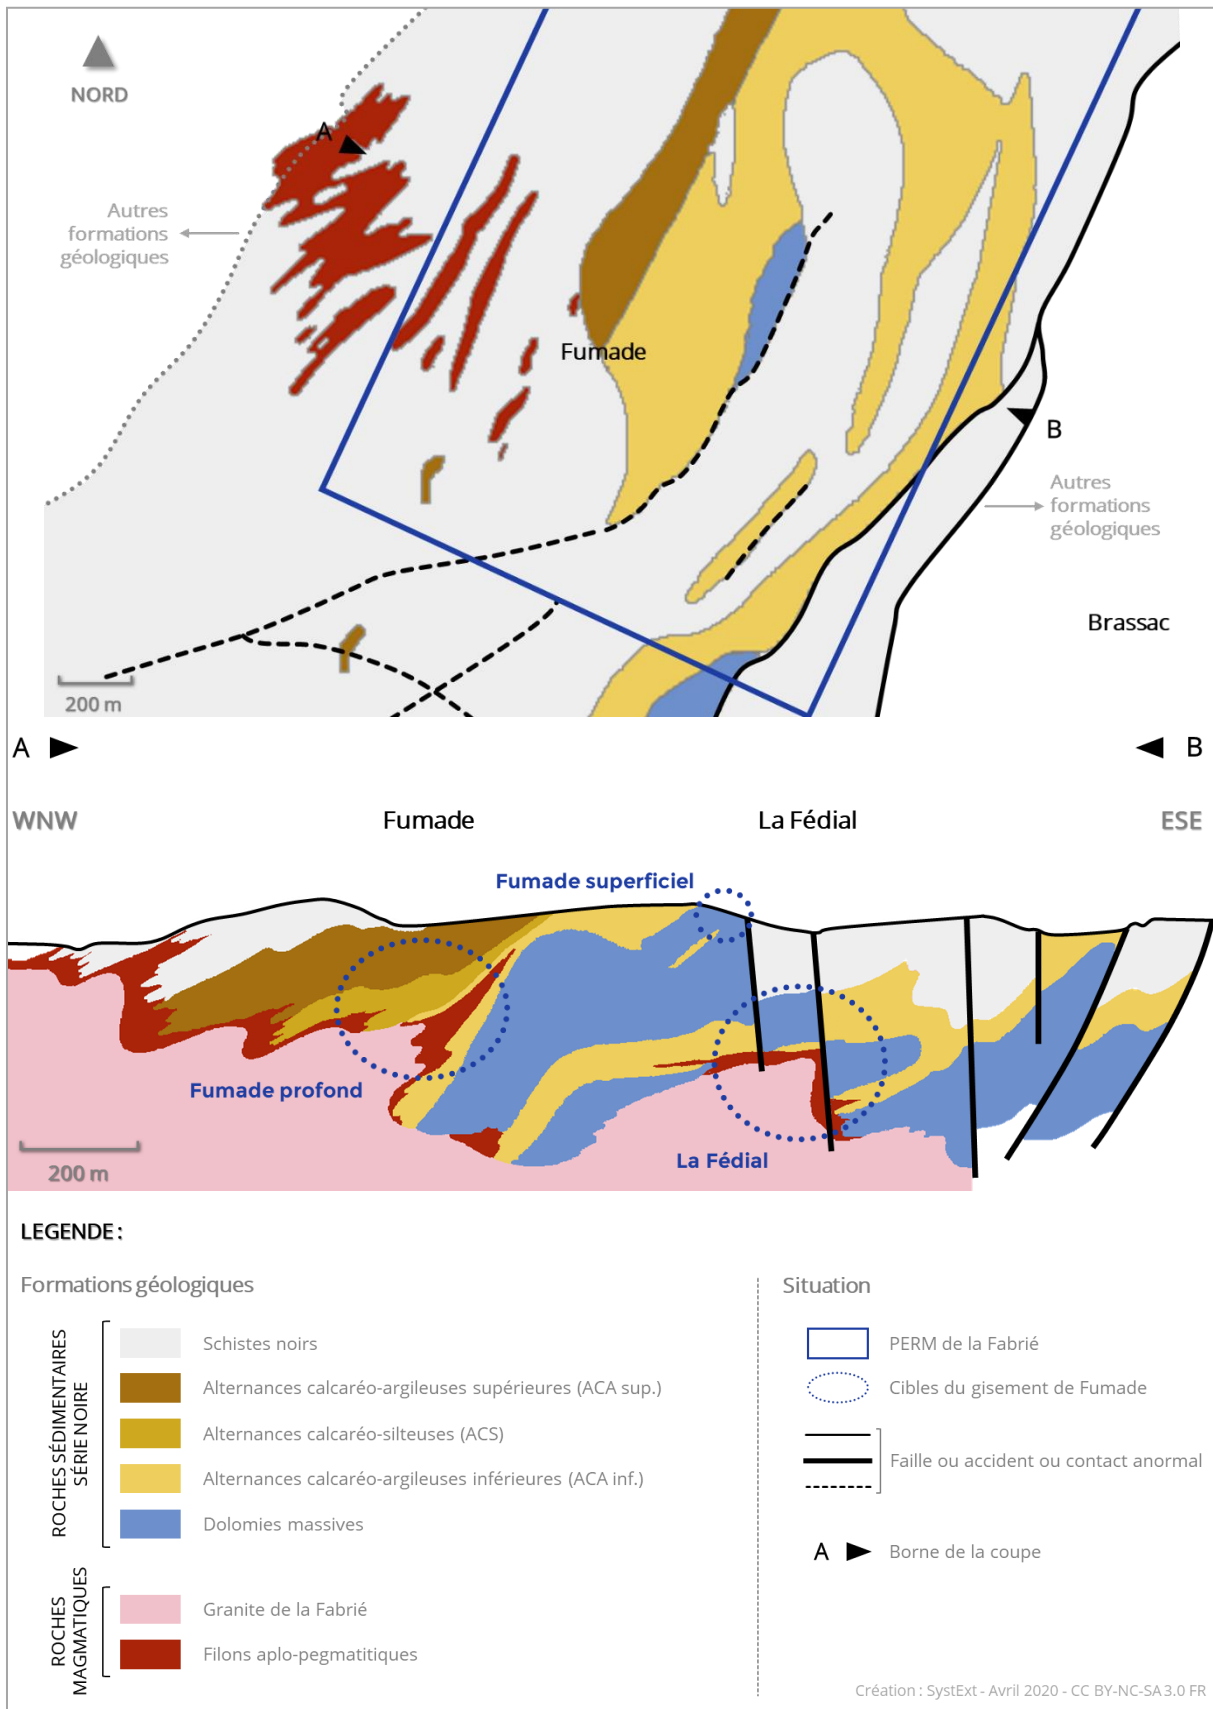 NORD
A
Autres
formations
géologiques
Fumade
B
Autres
formations
géologiques
Brassac
200 m
A
B
WNW
Fumade
La Fédial
ESE
Fumade superficiel
Fumade profond
La Fédial
200 m
LEGENDE :
Formations géologiques
ROCHES SÉDIMENTAIRES
SÉRIE NOIRE
Schistes noirs
Alternances calcaréo-argileuses supérieures (ACA sup.)
Alternances calcaréo-silteuses (ACS)
Alternances calcaréo-argileuses inférieures (ACA inf.)
Dolomies massives
ROCHES
MAGMATIQUES
Granite de la Fabrié
Filons aplo-pegmatitiques
Situation
PERM de la Fabrié
Cibles du gisement de Fumade
Faille ou accident ou contact anormal
A
Borne de la coupe
Création : SystExt - Avril 2020 - CC BY-NC-SA 3.0 FR